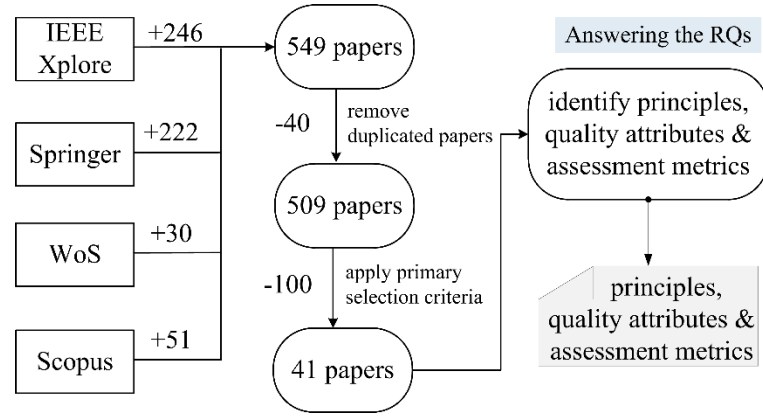 IEEE
Xplore
+246
Springer
+222
WoS
+30
Scopus
+51
549 papers
-40
remove
duplicated papers
509 papers
-100
apply primary
selection criteria
41 papers
Answering the RQs
identify principles,
quality attributes &
assessment metrics
principles,
quality attributes &
assessment metrics